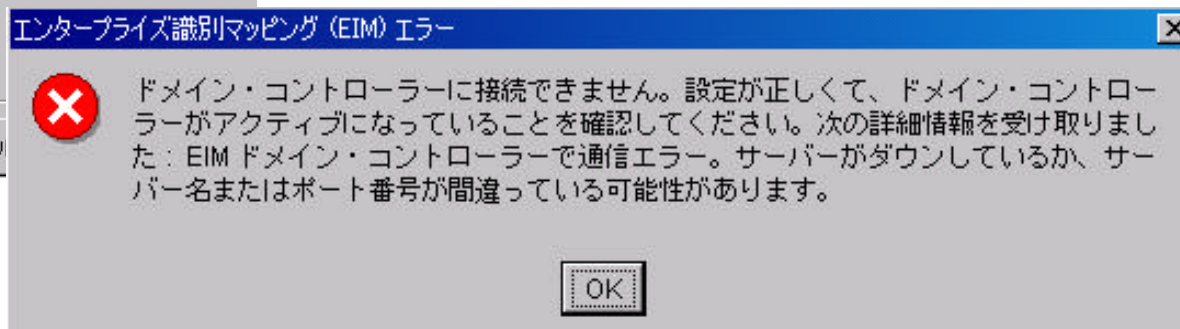 エンタープライズ識別マッピング (EIM) エラー
ドメイン・コントローラーに接続できません。設定が正しくて、ドメイン・コントロー
ラーがアクティブになっていることを確認してください。次の詳細情報を受け取りまし
た : EIM ドメイン・コントローラーで通信エラー。サーバーがダウンしているか、サー
バー名またはポート番号が間違っている可能性があります。
OK